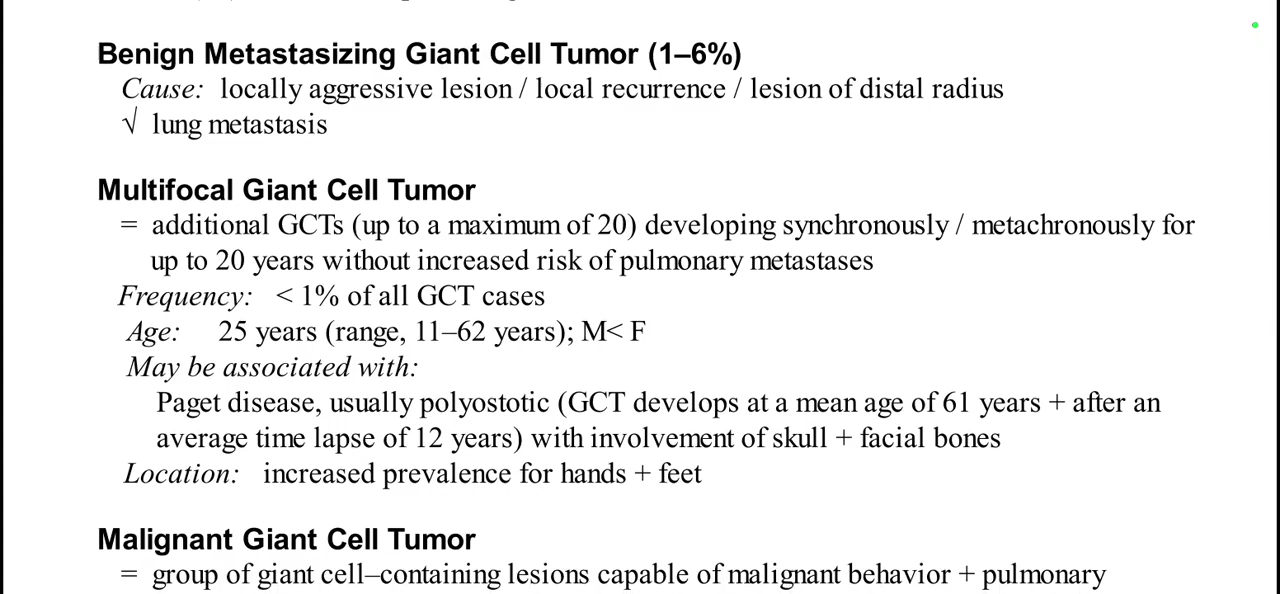 Benign Metastasizing Giant Cell Tumor (1–6%)
Cause: locally aggressive lesion / local recurrence / lesion of distal radius
√ lung metastasis
Multifocal Giant Cell Tumor
= additional GCTs (up to a maximum of 20) developing synchronously / metachronously for
up to 20 years without increased risk of pulmonary metastases
Frequency: < 1% of all GCT cases
Age: 25 years (range, 11–62 years); M< F
May be associated with:
Paget disease, usually polyostotic (GCT develops at a mean age of 61 years + after an
average time lapse of 12 years) with involvement of skull + facial bones
Location: increased prevalence for hands + feet
Malignant Giant Cell Tumor
= group of giant cell–containing lesions capable of malignant behavior + pulmonary